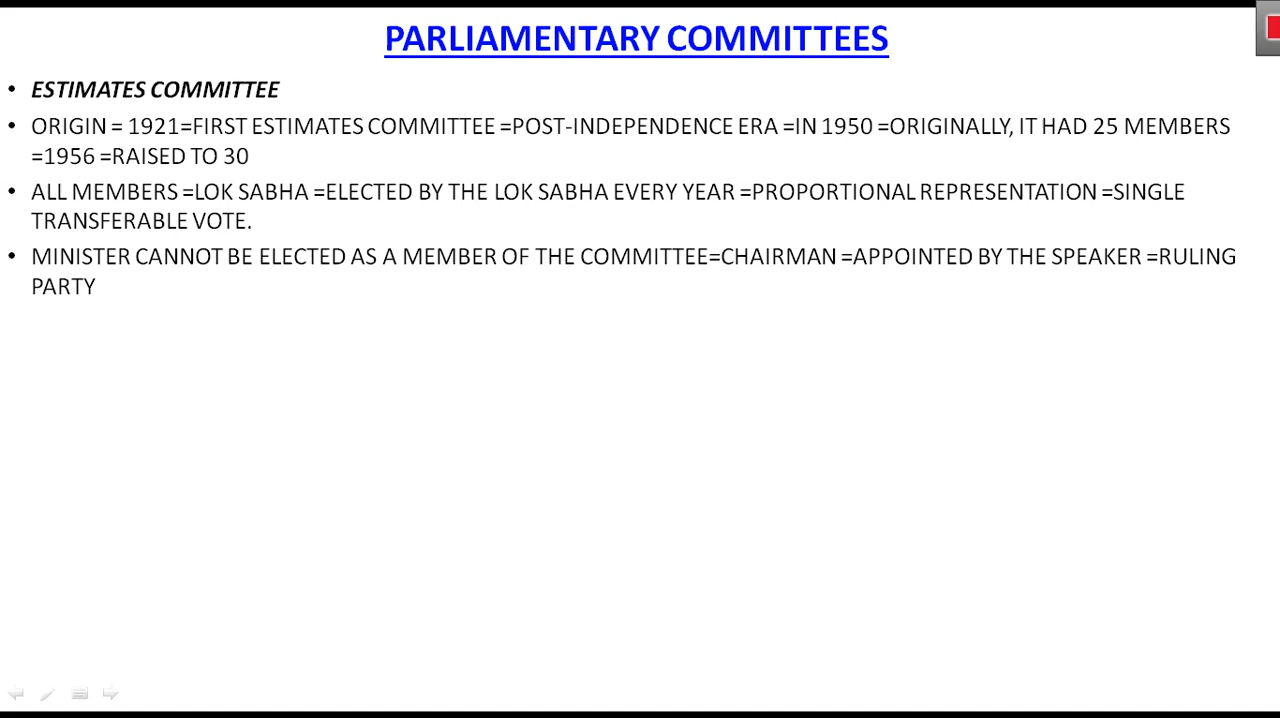 PARLIAMENTARY COMMITTEES
• ESTIMATES COMMITTEE
• ORIGIN = 1921=FIRST ESTIMATES COMMITTEE =POST-INDEPENDENCE ERA =IN 1950 =ORIGINALLY, IT HAD 25 MEMBERS
=1956 =RAISED TO 30
• ALL MEMBERS =LOK SABHA =ELECTED BY THE LOK SABHA EVERY YEAR =PROPORTIONAL REPRESENTATION =SINGLE
TRANSFERABLE VOTE.
• MINISTER CANNOT BE ELECTED AS A MEMBER OF THE COMMITTEE=CHAIRMAN =APPOINTED BY THE SPEAKER =RULING
PARTY